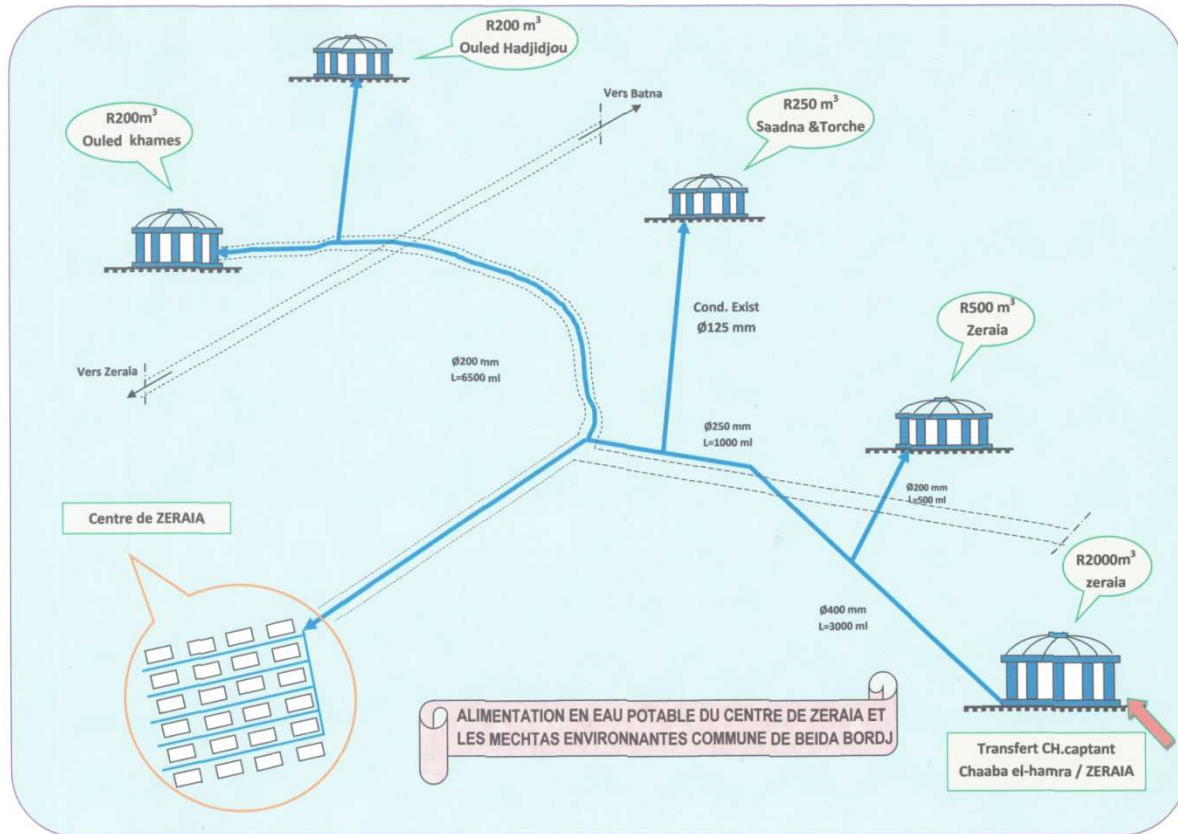 R200 m³
Ouled Hadjidjou
R200m³
Ouled khames
Vers Batna
R250 m³
Saadna &Torche
Cond. Exist
Ø125 mm
R500 m³
Zeraia
Vers Zeraia
Ø200 mm
L=6500 ml
Ø250 mm
L=1000 ml
Ø200 mm
L=500 ml
Centre de ZERAIA
R2000m³
zeraia
Ø400 mm
L=3000 ml
ALIMENTATION EN EAU POTABLE DU CENTRE DE ZERAIA ET
LES MECHTAS ENVIRONNANTES COMMUNE DE BEIDA BORDJ
Transfert CH.captant
Chaaba el-hamra / ZERAIA